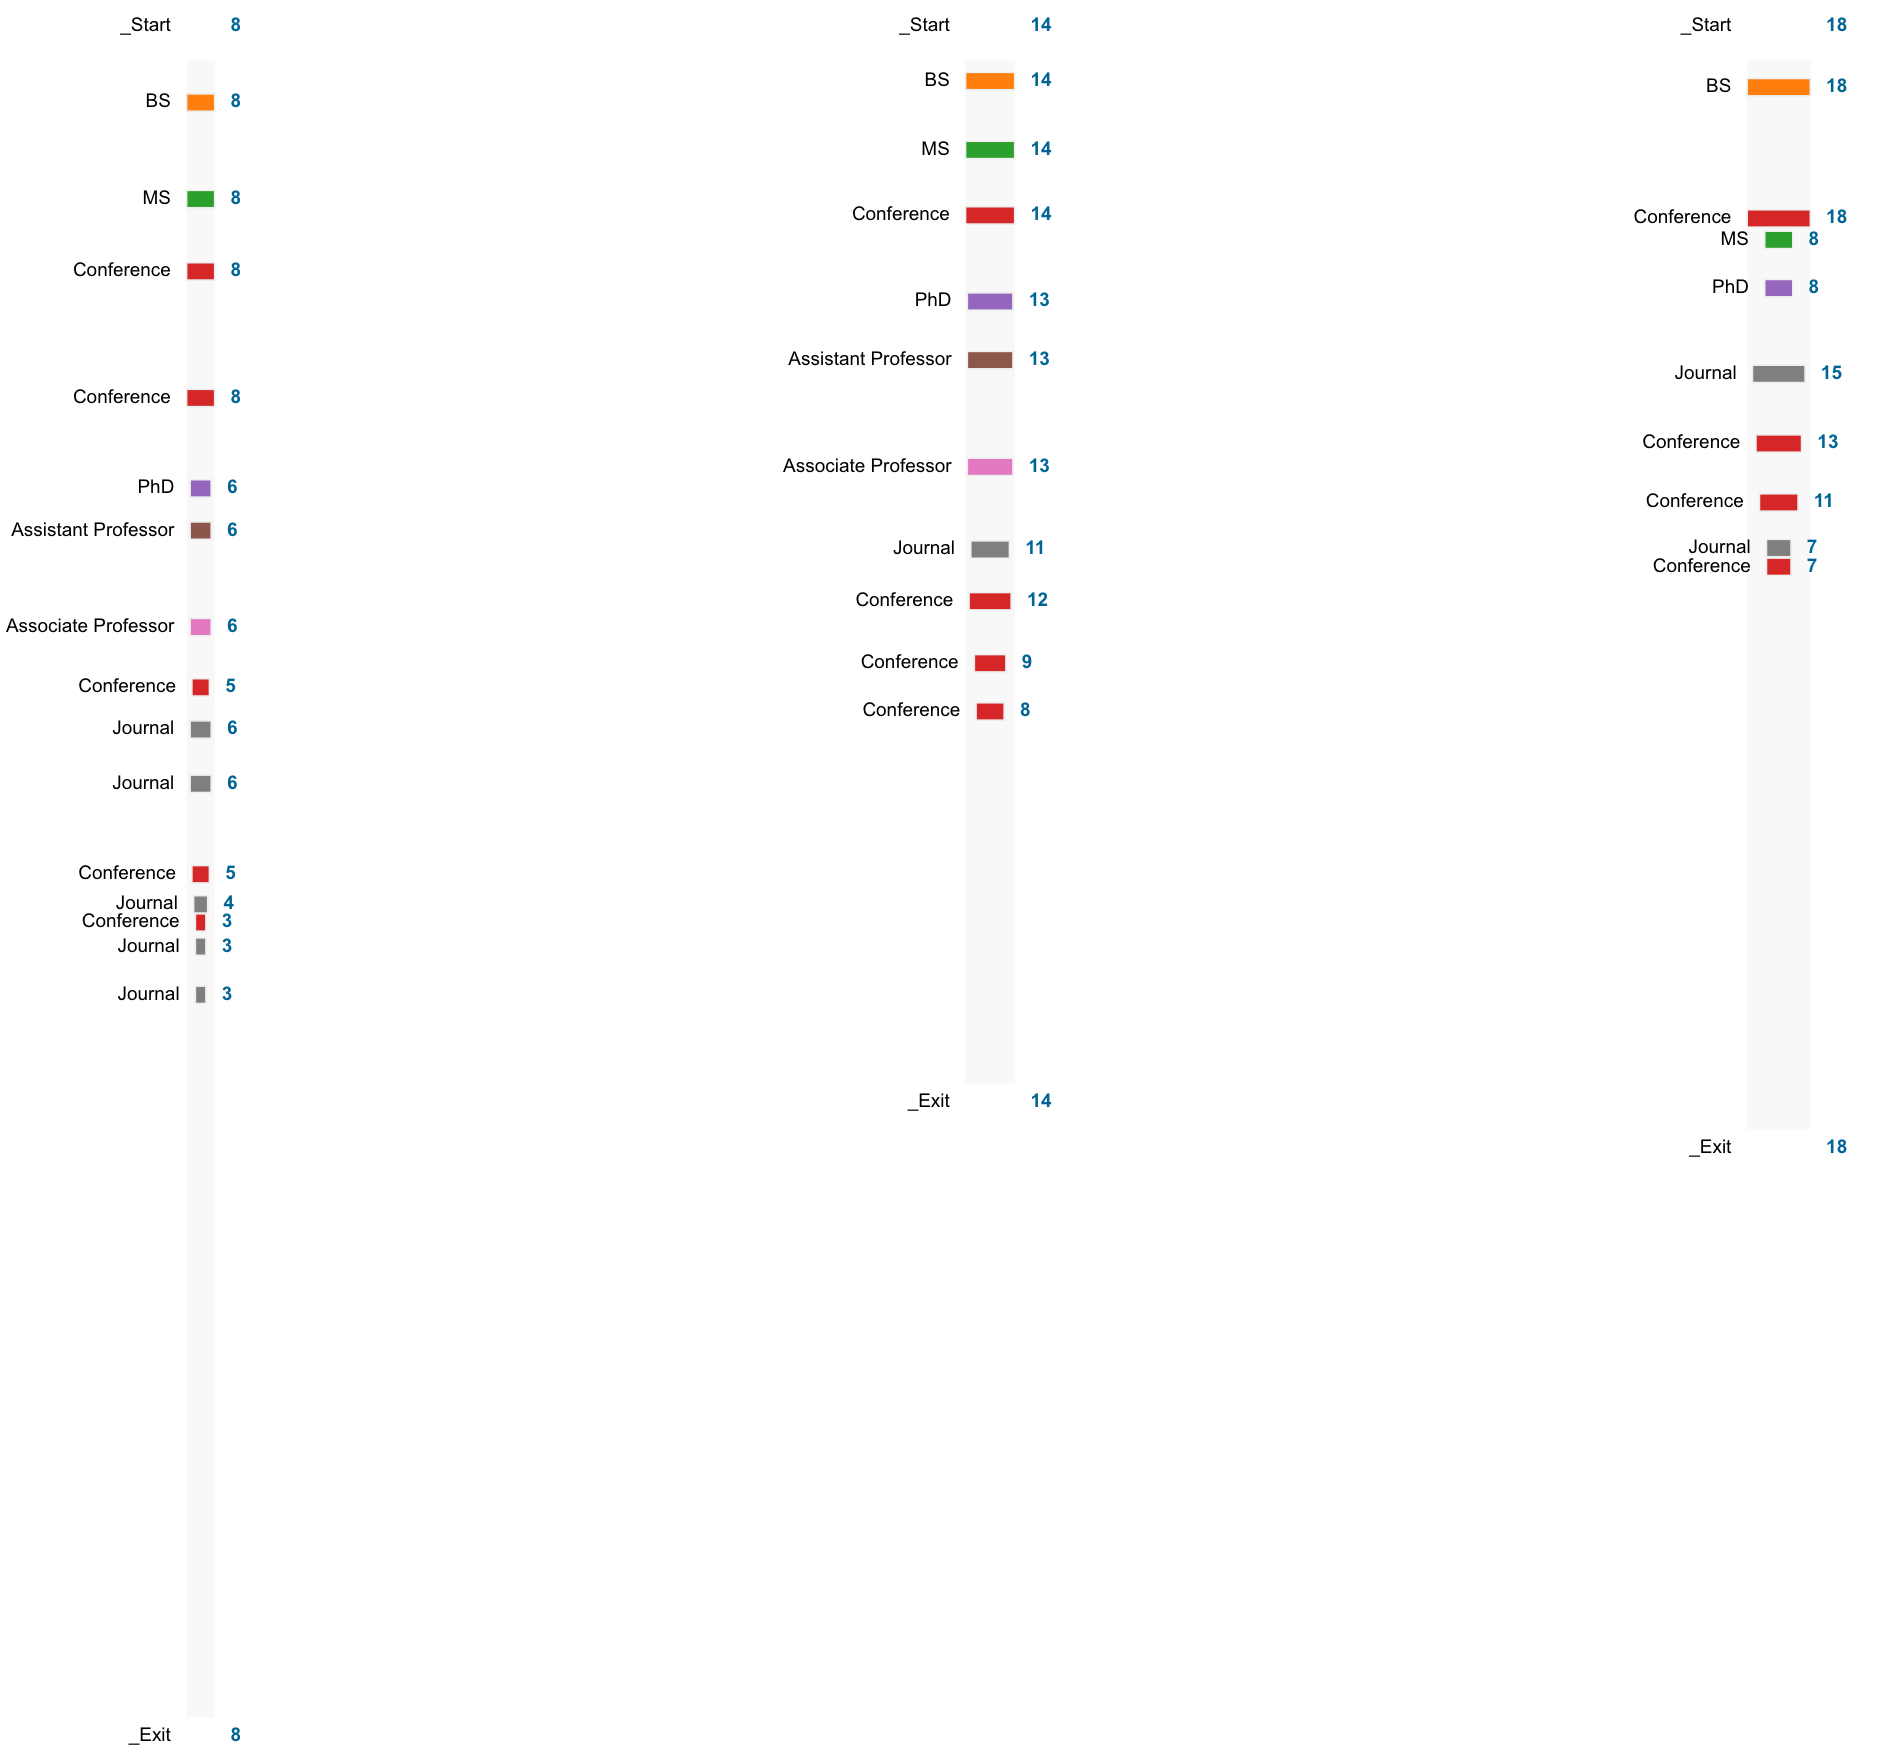 _Start 8
BS 8
MS 8
Conference 8
Conference 8
PhD 6
Assistant Professor 6
Associate Professor 6
Conference 5
Journal 6
Journal 6
Conference 5
Journal 4
Conference 3
Journal 3
Journal 3
_Exit 8
_Start 14
BS 14
MS 14
Conference 14
PhD 13
Assistant Professor 13
Associate Professor 13
Journal 11
Conference 12
Conference 9
Conference 8
_Exit 14
_Start 18
BS 18
Conference 18
MS 8
PhD 8
Journal 15
Conference 13
Conference 11
Journal 7
Conference 7
_Exit 18